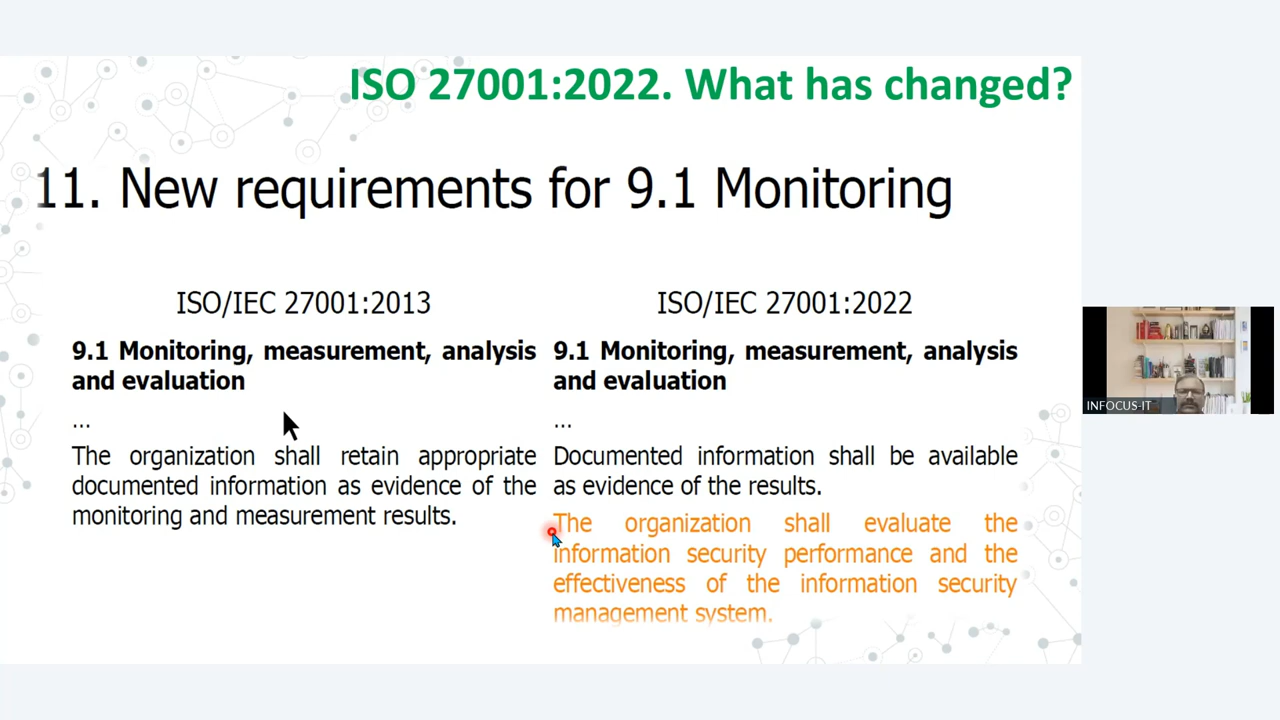 ISO 27001:2022. What has changed?
11. New requirements for 9.1 Monitoring
ISO/IEC 27001:2013
9.1 Monitoring, measurement, analysis
and evaluation
...
The organization shall retain appropriate
documented information as evidence of the
monitoring and measurement results.
ISO/IEC 27001:2022
9.1 Monitoring, measurement, analysis
and evaluation
...
Documented information shall be available
as evidence of the results.
The organization shall evaluate the
information security performance and the
effectiveness of the information security
management system.
INFOCUS-IT